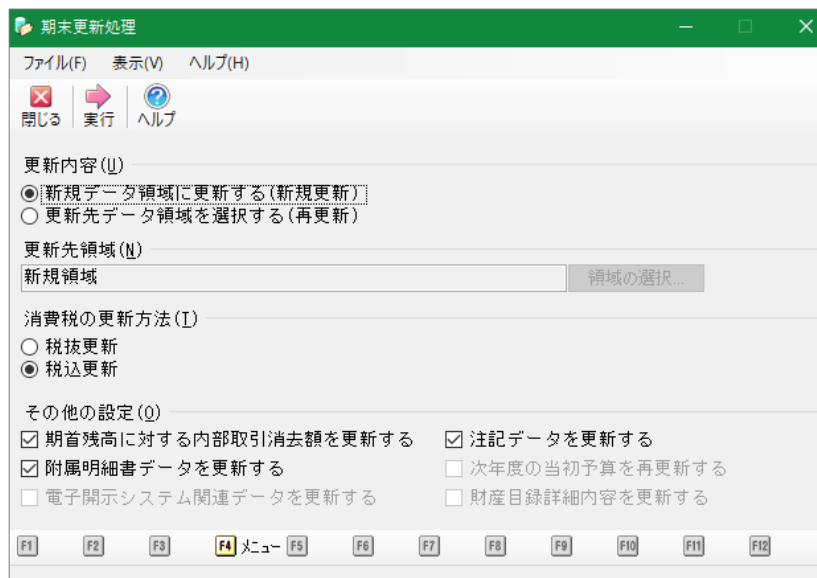 期末更新処理
ファイル(F) 表示(V) ヘルプ(H)
閉じる 実行 ヘルプ
更新内容(U)
新規データ領域に更新する(新規更新)
更新先データ領域を選択する(再更新)
更新先領域(N)
新規領域 領域の選択...
消費税の更新方法(T)
税抜更新
税込更新
その他の設定(O)
期首残高に対する内部取引消去額を更新する 注記データを更新する
附属明細書データを更新する 次年度の当初予算を再更新する
電子開示システム関連データを更新する 財産目録詳細内容を更新する
F1 F2 F3 F4 メニュー F5 F6 F7 F8 F9 F10 F11 F12